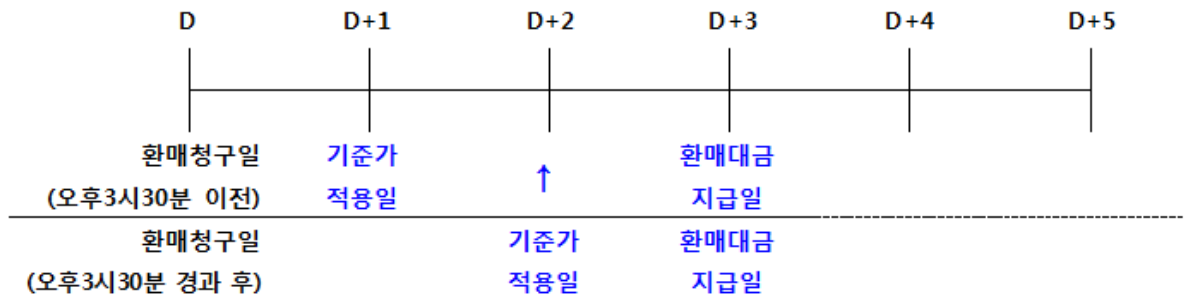 D D+1 D+2 D+3 D+4 D+5
환매청구일 기준가 ↑ 환매대금
(오후3시30분 이전) 적용일 지급일
환매청구일 기준가 환매대금
(오후3시30분 경과 후) 적용일 지급일